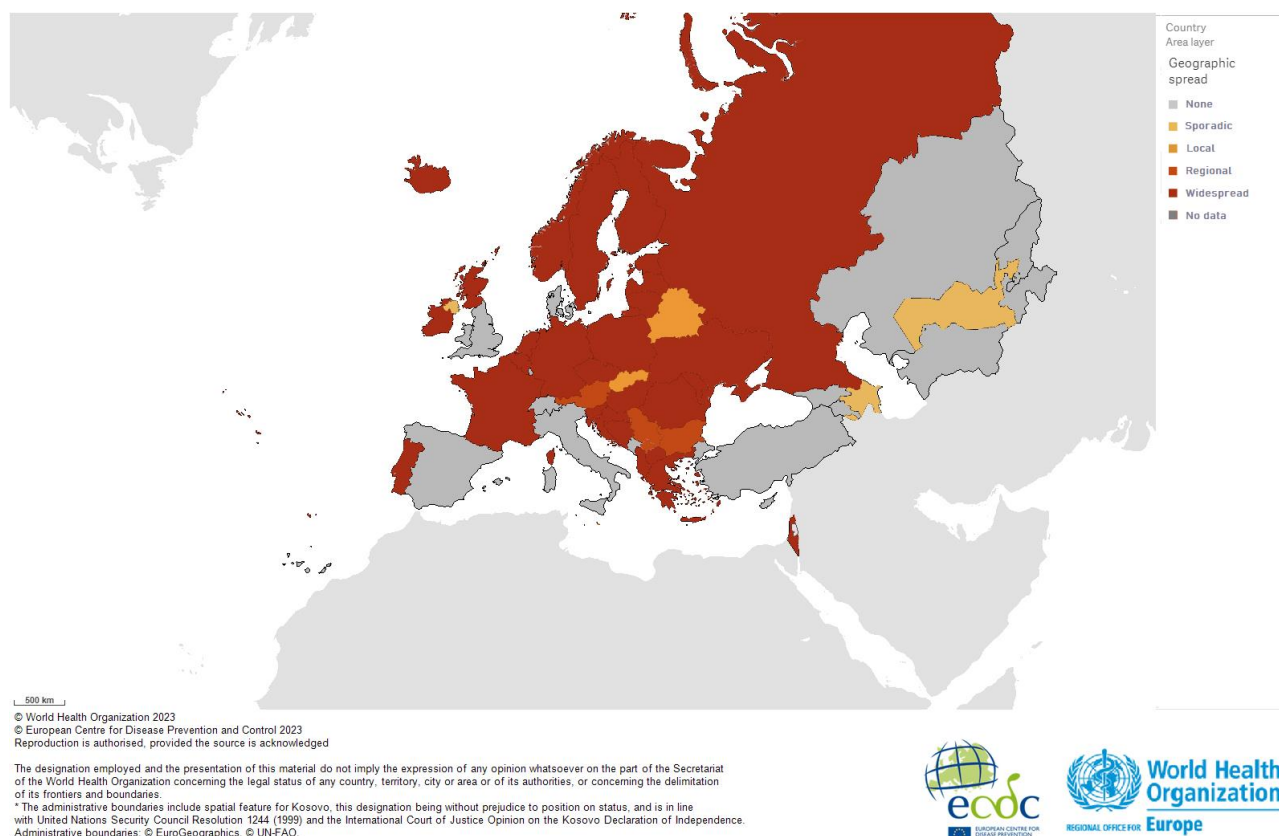 Country
Area layer
Geographic
spread
None
Sporadic
Local
Regional
Widespread
No data
500 km
© World Health Organization 2023
© European Centre for Disease Prevention and Control 2023
Reproduction is authorised, provided the source is acknowledged
The designation employed and the presentation of this material do not imply the expression of any opinion whatsoever on the part of the Secretariat
of the World Health Organization concerning the legal status of any country, territory, city or area or of its authorities, or concerning the delimitation
of its frontiers and boundaries.
* The administrative boundaries include spatial feature for Kosovo, this designation being without prejudice to position on status, and is in line
with United Nations Security Council Resolution 1244 (1999) and the International Court of Justice Opinion on the Kosovo Declaration of Independence.
Administrative boundaries: © EuroGeographics, © UN-FAO
ecdc
EUROPEAN CENTRE FOR
DISEASE PREVENTION
World Health
Organization
REGIONAL OFFICE FOR Europe